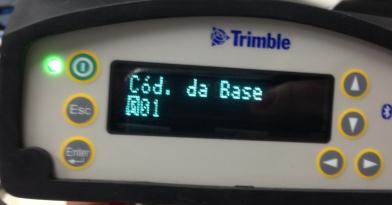 Trimble
Cód. da Base
A01
Esc
Enter